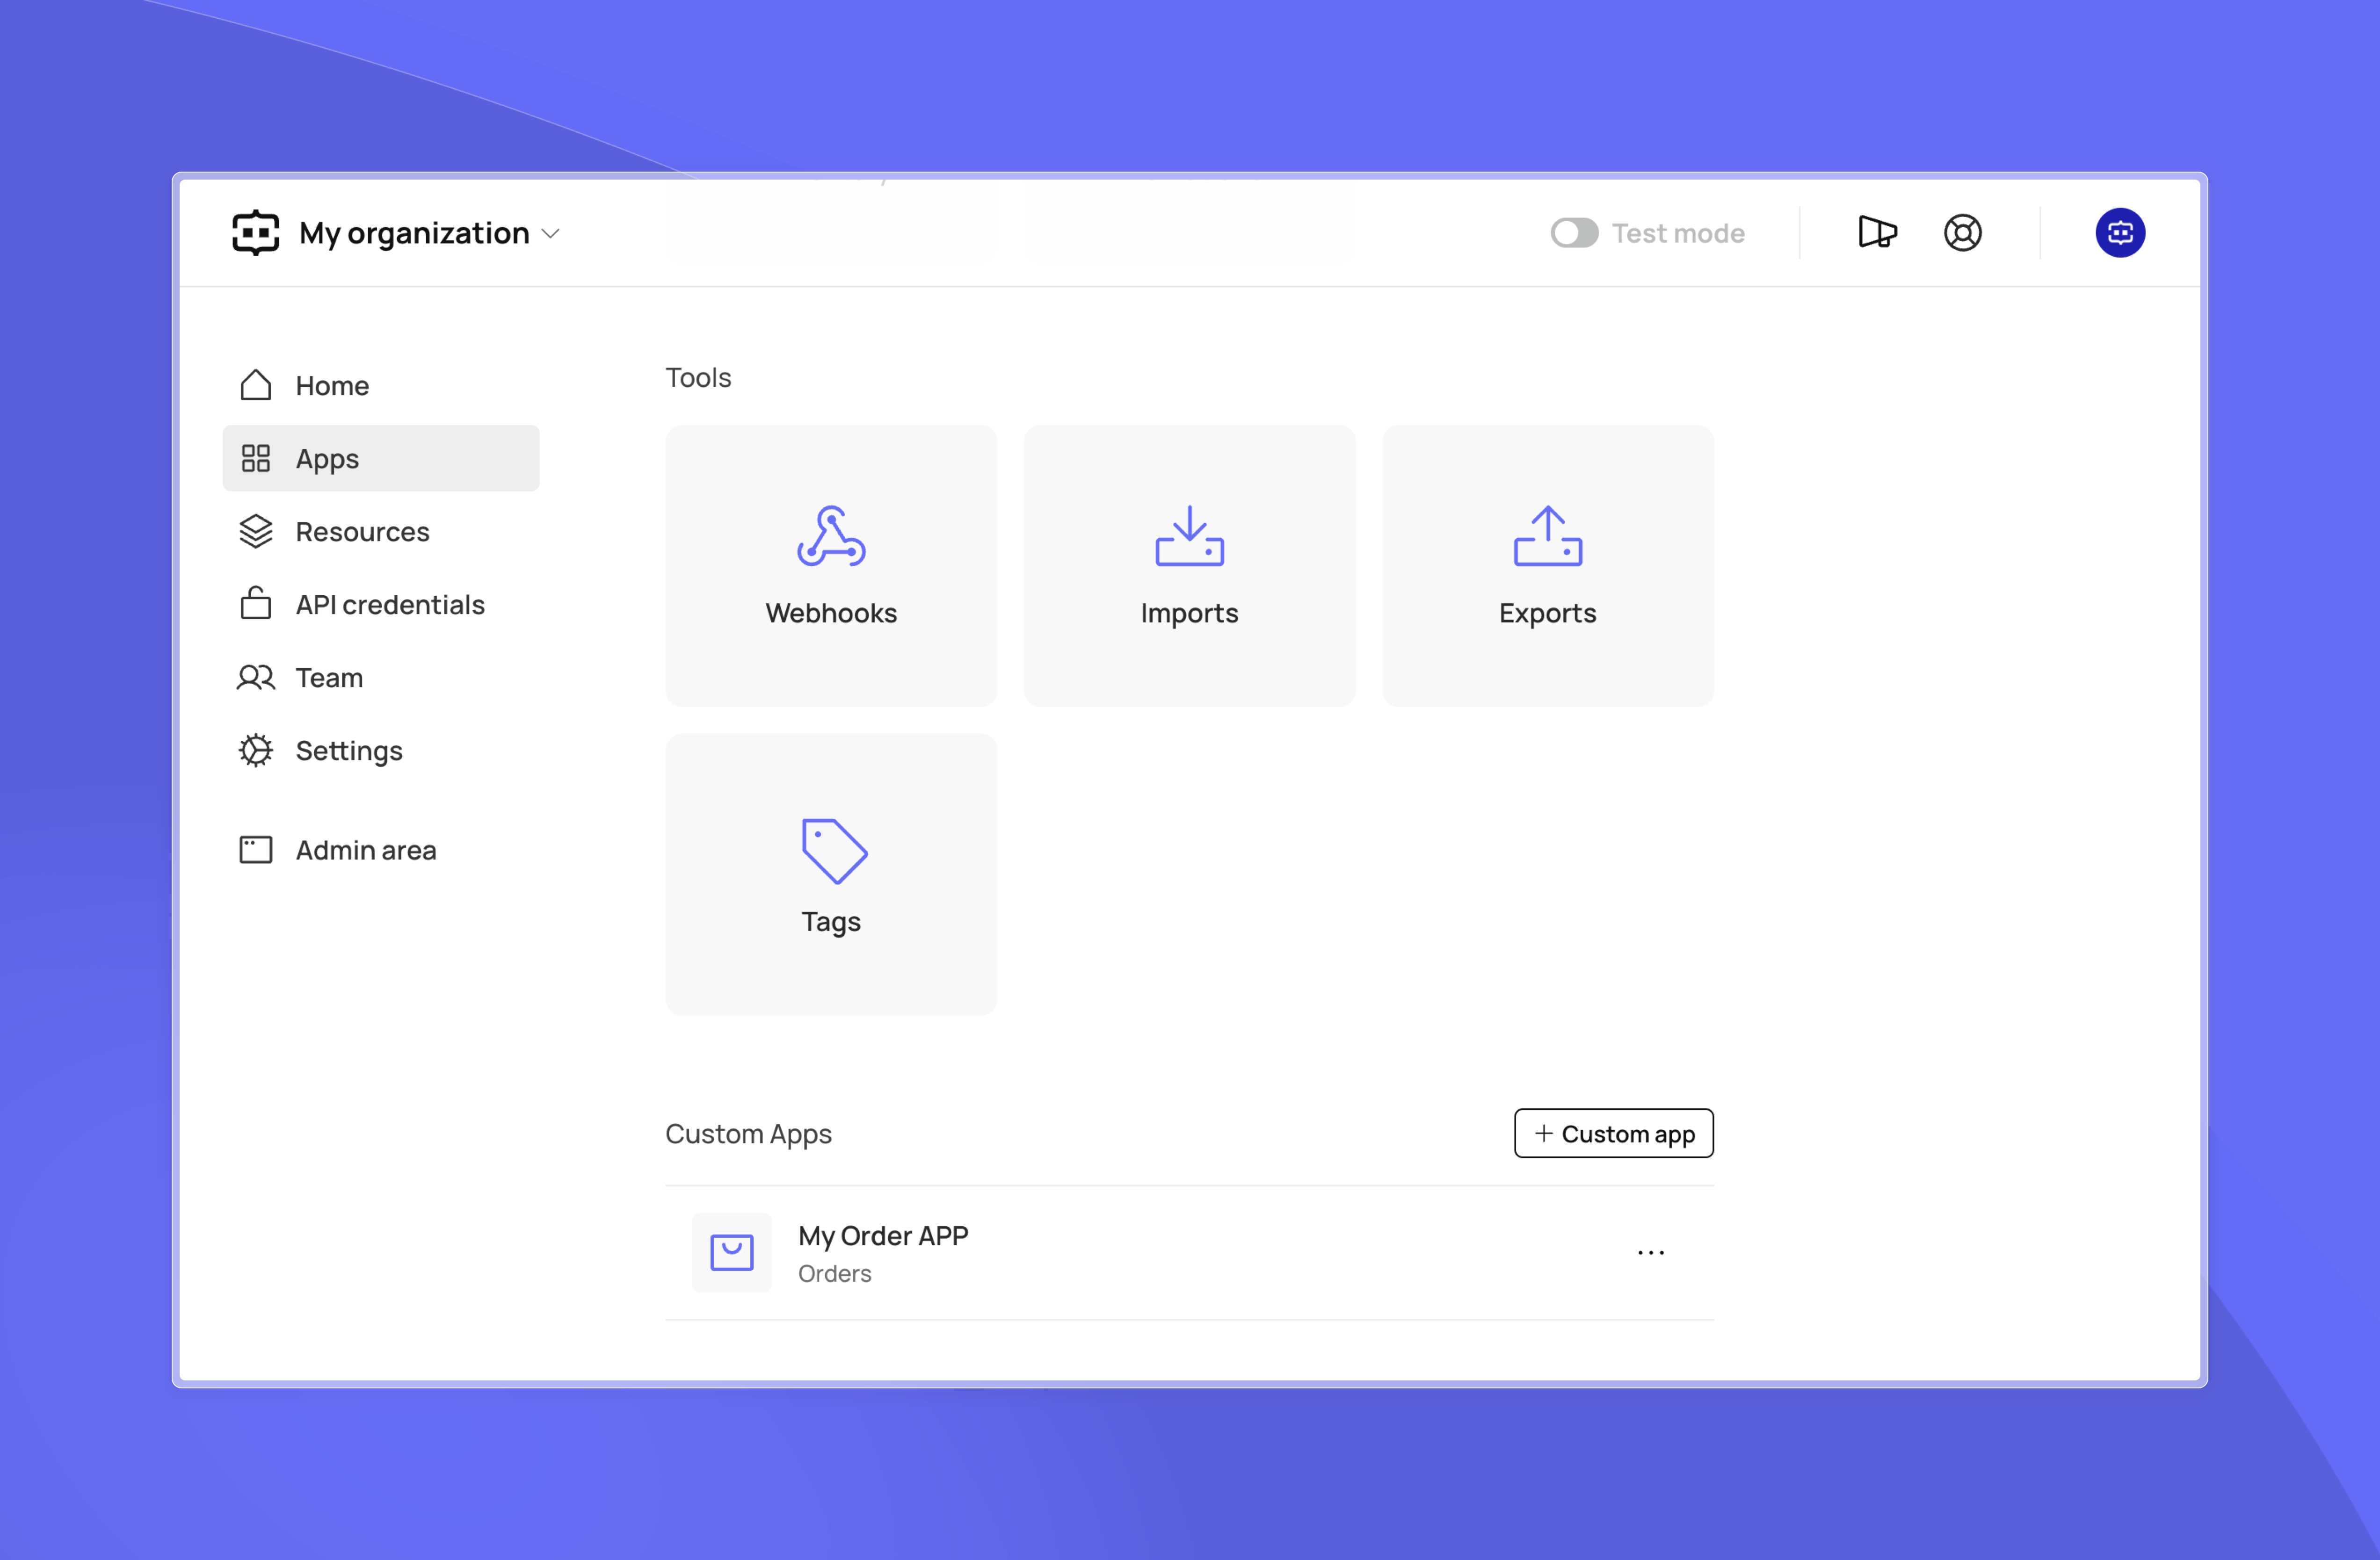 My organization
Test mode
Home
Apps
Resources
API credentials
Team
Settings
Admin area
Tools
Webhooks
Imports
Exports
Tags
Custom Apps
+ Custom app
My Order APP
Orders